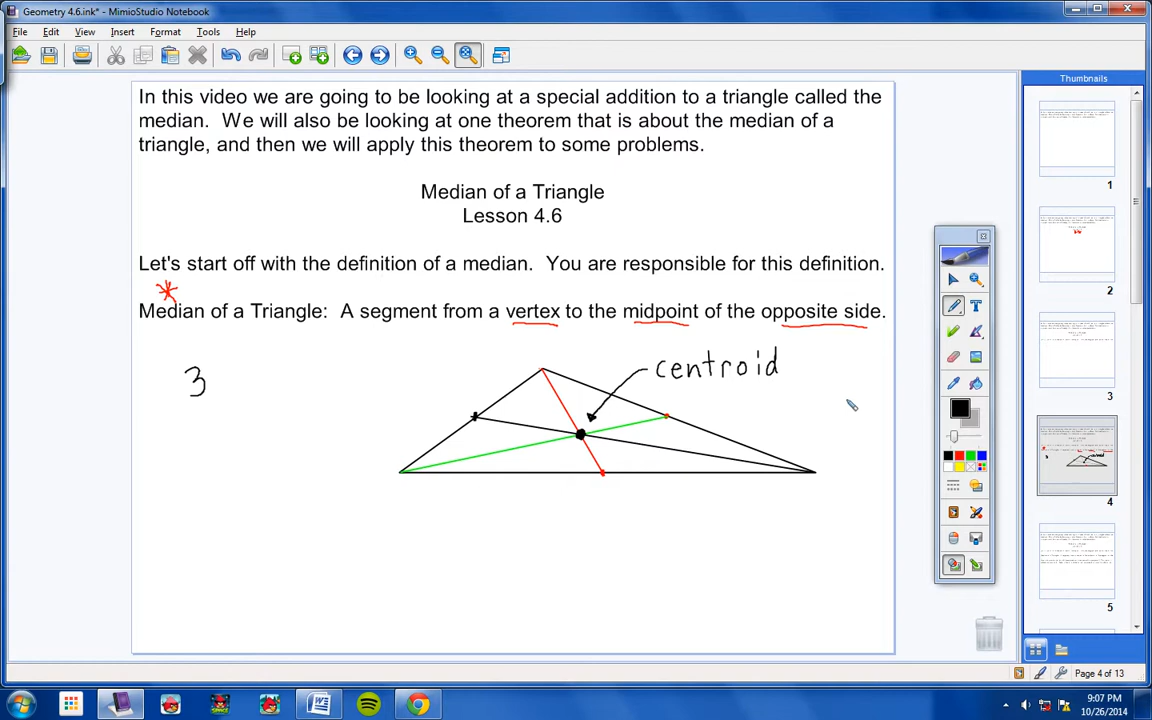 Geometry 4.6.ink* - MimioStudio Notebook
File Edit View Insert Format Tools Help
In this video we are going to be looking at a special addition to a triangle called the
median. We will also be looking at one theorem that is about the median of a
triangle, and then we will apply this theorem to some problems.
Median of a Triangle
Lesson 4.6
Let's start off with the definition of a median. You are responsible for this definition.
*
Median of a Triangle: A segment from a vertex to the midpoint of the opposite side.
3
centroid
Thumbnails
1
2
3
4
5
Page 4 of 13
9:07 PM
10/26/2014